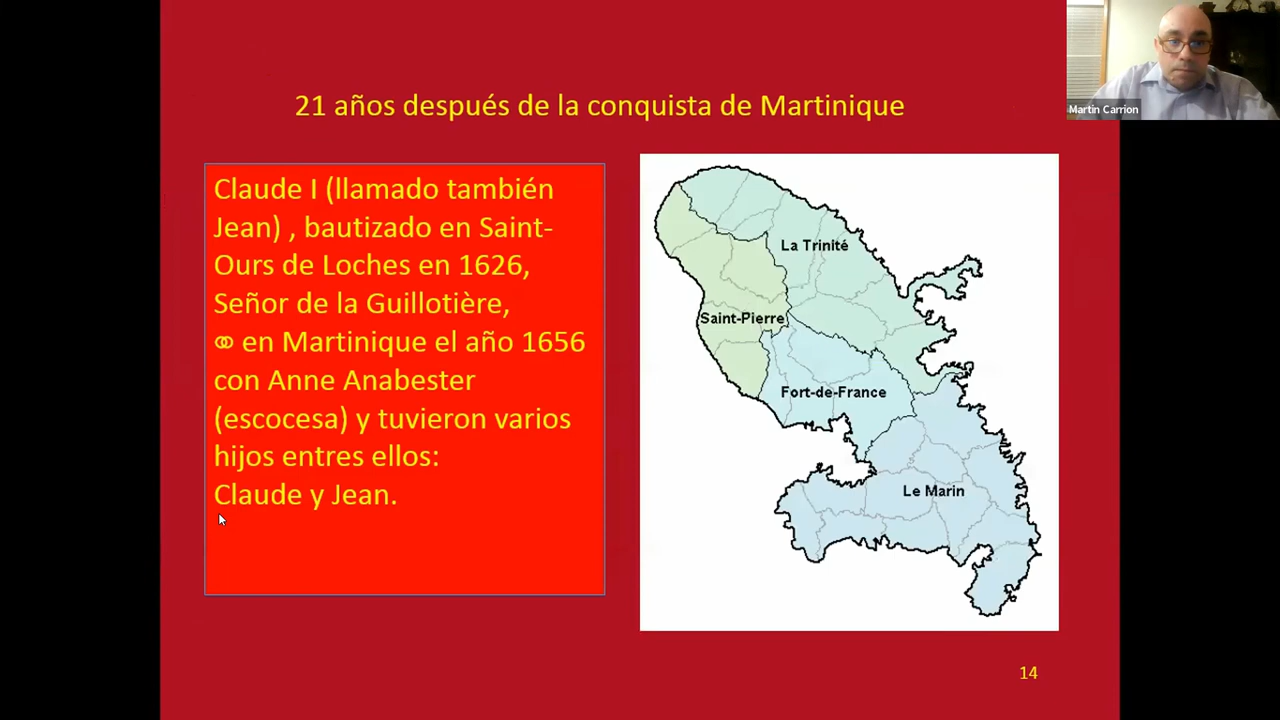 21 años después de la conquista de Martinique
Martin Carrion
Claude I (llamado también
Jean) , bautizado en Saint-
Ours de Loches en 1626,
Señor de la Guillotière,
⚭ en Martinique el año 1656
con Anne Anabester
(escocesa) y tuvieron varios
hijos entres ellos:
Claude y Jean.
La Trinité
Saint-Pierre
Fort-de-France
Le Marin
14